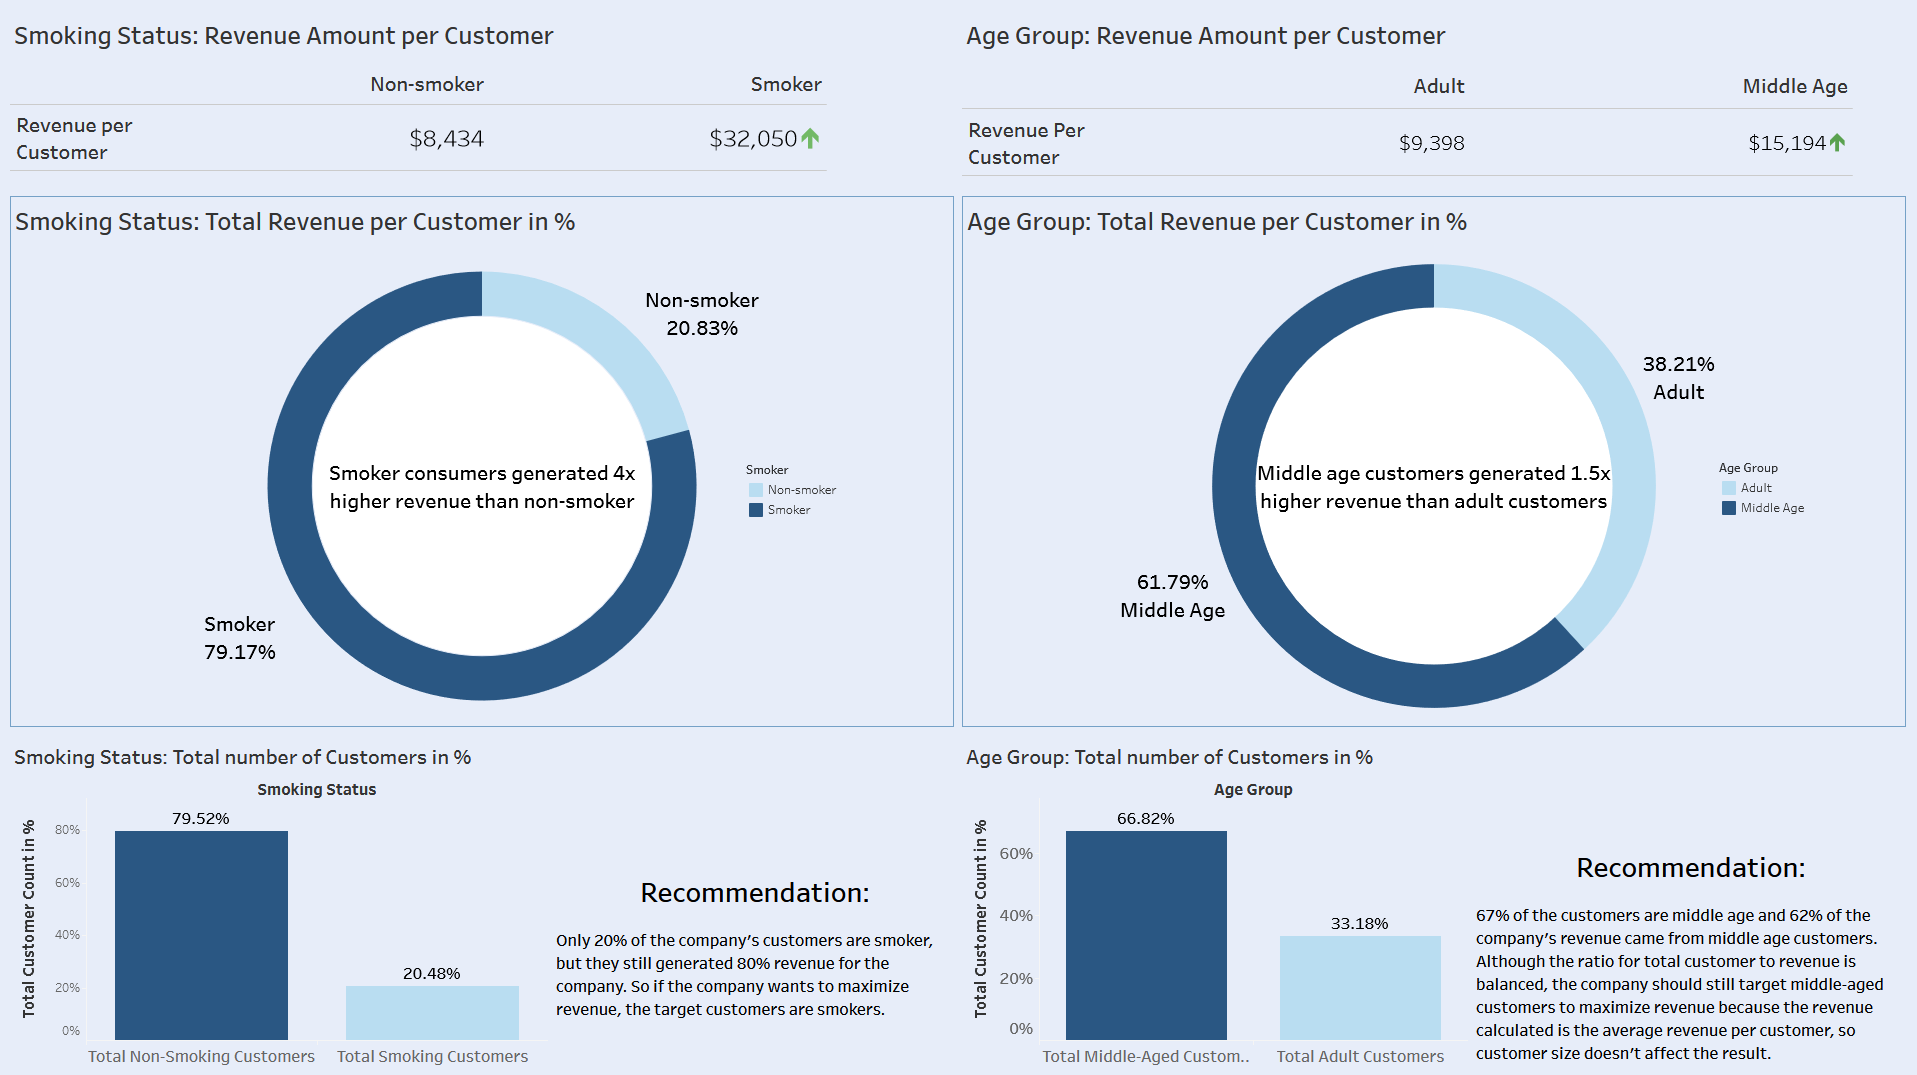 Smoking Status: Revenue Amount per Customer
Non-smoker
Smoker
Revenue per
Customer
$8,434
$32,050
Age Group: Revenue Amount per Customer
Adult
Middle Age
Revenue Per
Customer
$9,398
$15,194
Smoking Status: Total Revenue per Customer in %
Non-smoker
20.83%
Smoker consumers generated 4x
higher revenue than non-smoker
Smoker
Non-smoker
Smoker
Smoker
79.17%
Age Group: Total Revenue per Customer in %
38.21%
Adult
Middle age customers generated 1.5x
higher revenue than adult customers
Age Group
Adult
Middle Age
61.79%
Middle Age
Smoking Status: Total number of Customers in %
Smoking Status
Total Customer Count in %
80%
60%
40%
20%
0%
79.52%
20.48%
Total Non-Smoking Customers
Total Smoking Customers
Recommendation:
Only 20% of the company's customers are smoker,
but they still generated 80% revenue for the
company. So if the company wants to maximize
revenue, the target customers are smokers.
Age Group: Total number of Customers in %
Age Group
Total Customer Count in %
60%
40%
20%
0%
66.82%
33.18%
Total Middle-Aged Custom..
Total Adult Customers
Recommendation:
67% of the customers are middle age and 62% of the
company's revenue came from middle age customers.
Although the ratio for total customer to revenue is
balanced, the company should still target middle-aged
customers to maximize revenue because the revenue
calculated is the average revenue per customer, so
customer size doesn't affect the result.